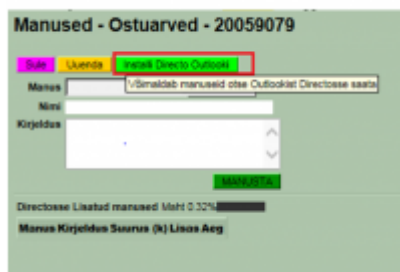 Manused - Ostuarved - 20059079
Sule Uuenda Installi Directo Outlooki
Võimaldab manuseid otse Outlookist Directosse saata
Manus
Nimi
Kirjeldus
MANUSTA
Directosse Lisatud manused Maht 0.32%
Manus Kirjeldus Suurus (k) Lisas Aeg